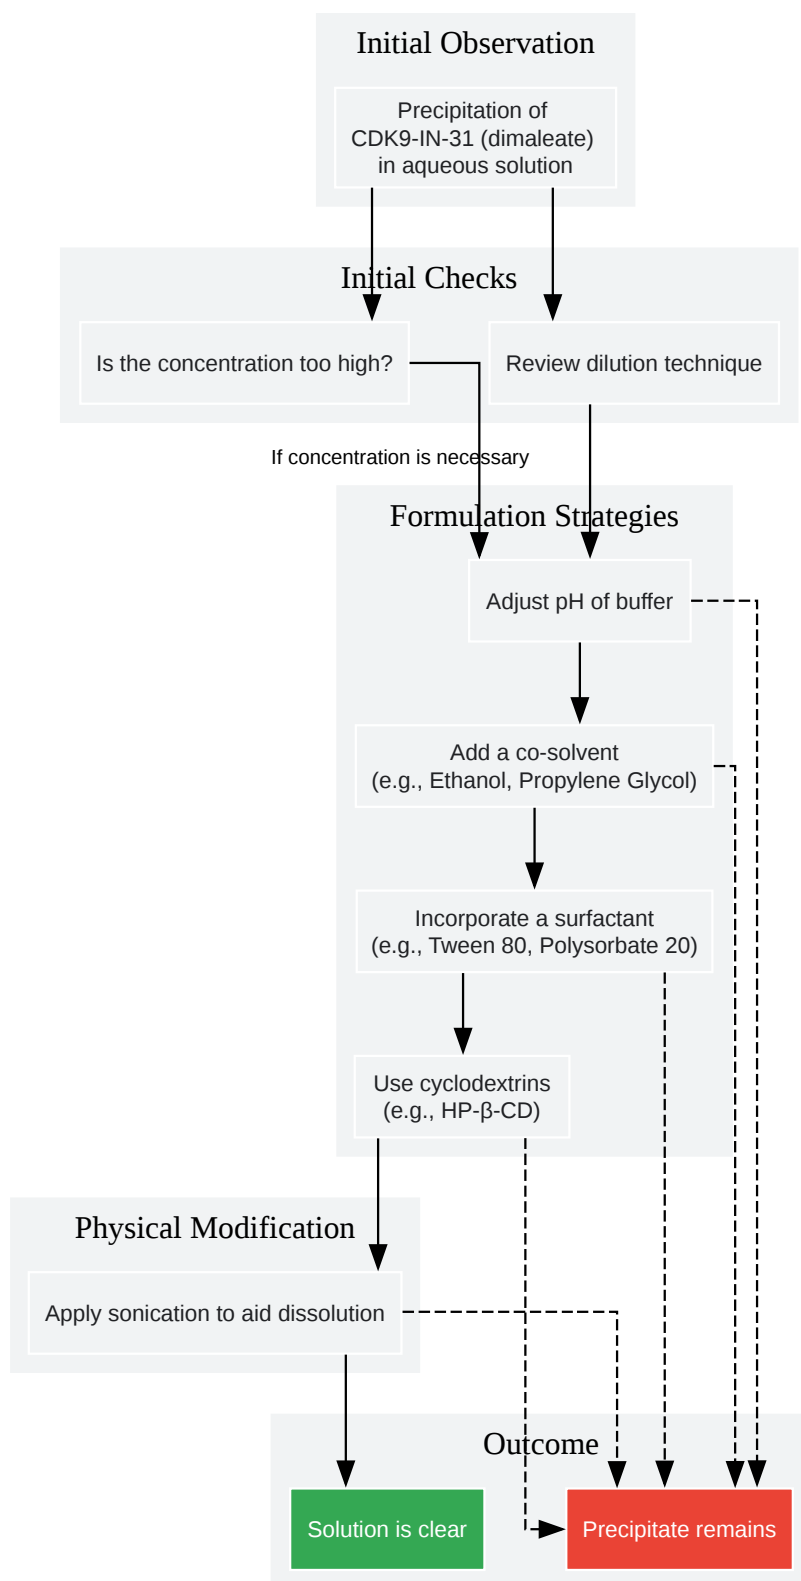 Initial Observation
Precipitation of
CDK9-IN-31 (dimaleate)
in aqueous solution
Initial Checks
Is the concentration too high?
Review dilution technique
If concentration is necessary
Formulation Strategies
Adjust pH of buffer
Add a co-solvent
(e.g., Ethanol, Propylene Glycol)
Incorporate a surfactant
(e.g., Tween 80, Polysorbate 20)
Use cyclodextrins
(e.g., HP-β-CD)
Physical Modification
Apply sonication to aid dissolution
Outcome
Solution is clear
Precipitate remains